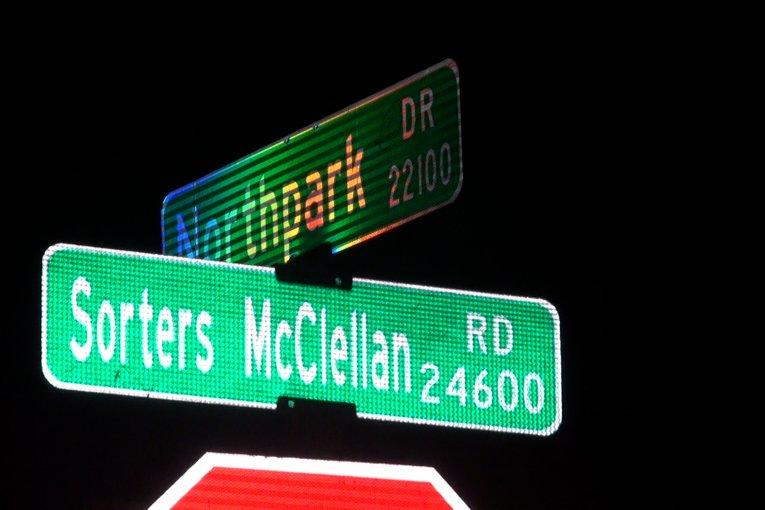 Northpark DR 22100
Sorters McClellan RD 24600